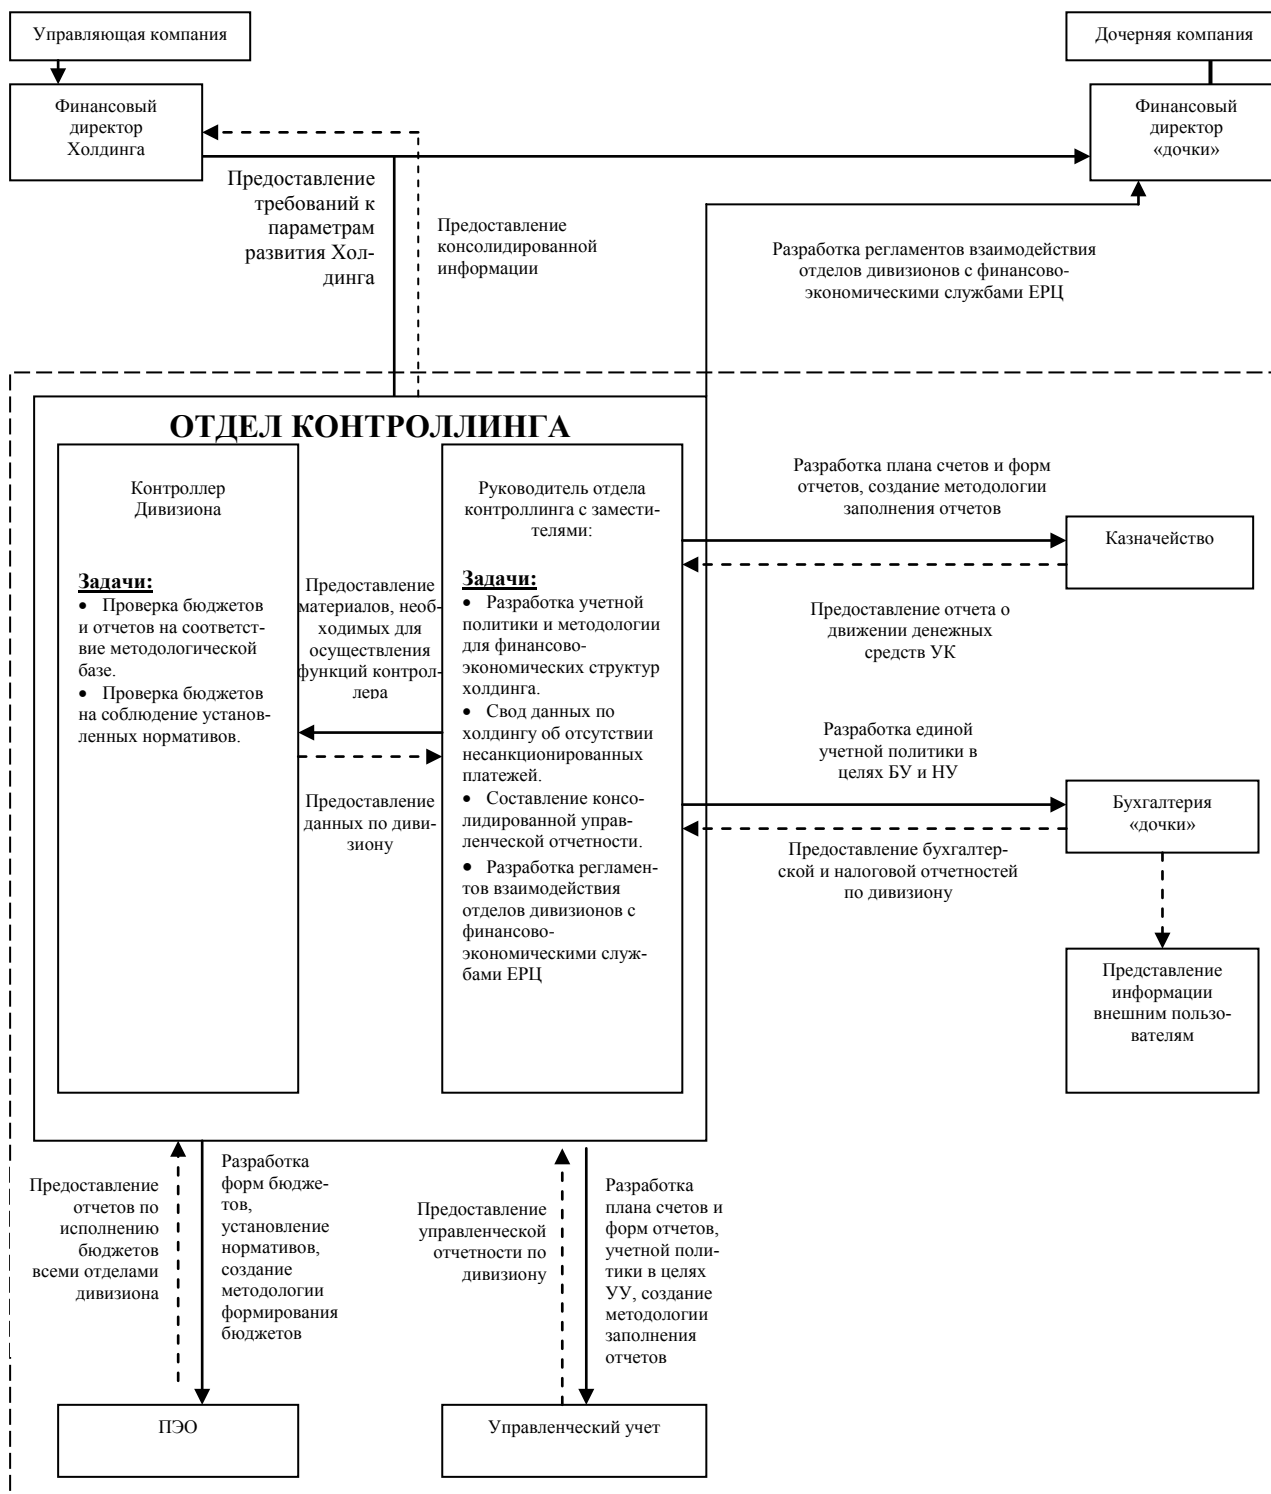 Управляющая компания
Дочерняя компания
Финансовый
директор
Холдинга
Финансовый
директор
«дочки»
Предоставление
требований к
параметрам
развития Хол-
динга
Предоставление
консолидированной
информации
Разработка регламентов взаимодействия
отделов дивизионов с финансово-
экономическими службами ЕРЦ
ОТДЕЛ КОНТРОЛЛИНГА
Контроллер
Дивизиона
Задачи:
• Проверка бюджетов
и отчетов на соответст-
вие методологической
базе.
• Проверка бюджетов
на соблюдение установ-
ленных нормативов.
Предоставление
материалов, необ-
ходимых для
осуществления
функций контрол-
лера
Предоставление
данных по диви-
зиону
Руководитель отдела
контроллинга с замести-
телями:
Задачи:
• Разработка учетной
политики и методологии
для финансово-
экономических структур
холдинга.
• Свод данных по
холдингу об отсутствии
несанкционированных
платежей.
• Составление консо-
лидированной управ-
ленческой отчетности.
• Разработка регламен-
тов взаимодействия
отделов дивизионов с
финансово-
экономическими служ-
бами ЕРЦ
Разработка плана счетов и форм
отчетов, создание методологии
заполнения отчетов
Казначейство
Предоставление отчета о
движении денежных
средств УК
Разработка единой
учетной политики в
целях БУ и НУ
Бухгалтерия
«дочки»
Предоставление бухгалтер-
ской и налоговой отчетностей
по дивизиону
Представление
информации
внешним пользо-
вателям
Предоставление
отчетов по
исполнению
бюджетов
всеми отделами
дивизиона
Разработка
форм бюдже-
тов,
установление
нормативов,
создание
методологии
формирования
бюджетов
Предоставление
управленческой
отчетности по
дивизиону
Разработка
плана счетов и
форм отчетов,
учетной поли-
тики в целях
УУ, создание
методологии
заполнения
отчетов
ПЭО
Управленческий учет